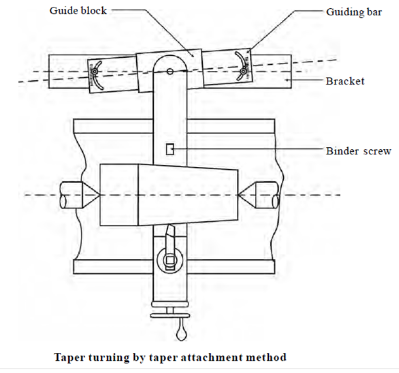 Guide block
Guiding bar
Bracket
Binder screw
Taper turning by taper attachment method